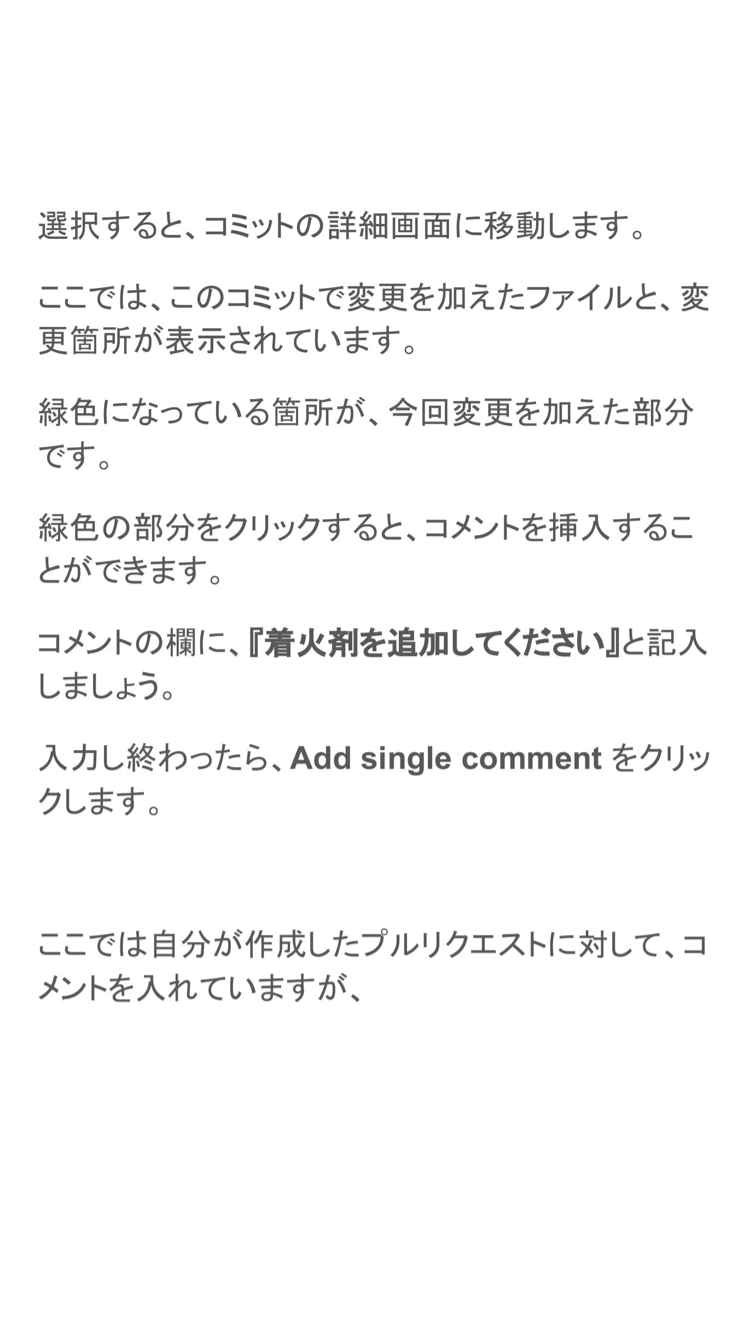 選択すると、コミットの詳細画面に移動します。
ここでは、このコミットで変更を加えたファイルと、変
更箇所が表示されています。
緑色になっている箇所が、今回変更を加えた部分
です。
緑色の部分をクリックすると、コメントを挿入するこ
とができます。
コメントの欄に、『着火剤を追加してください』と記入
しましょう。
入力し終わったら、Add single comment をクリッ
クします。
ここでは自分が作成したプルリクエストに対して、コ
メントを入れていますが、